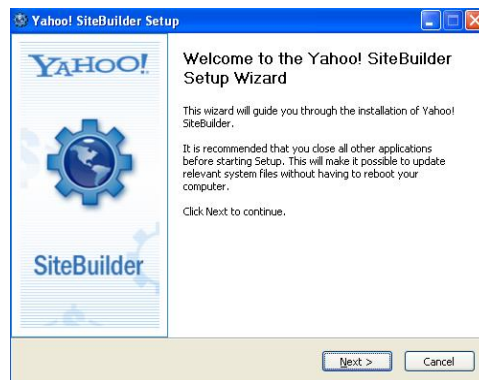 Yahoo! SiteBuilder Setup
YAHOO!
Welcome to the Yahoo! SiteBuilder
Setup Wizard
This wizard will guide you through the installation of Yahoo!
SiteBuilder.
It is recommended that you close all other applications
before starting Setup. This will make it possible to update
relevant system files without having to reboot your
computer.
Click Next to continue.
SiteBuilder
Next >
Cancel